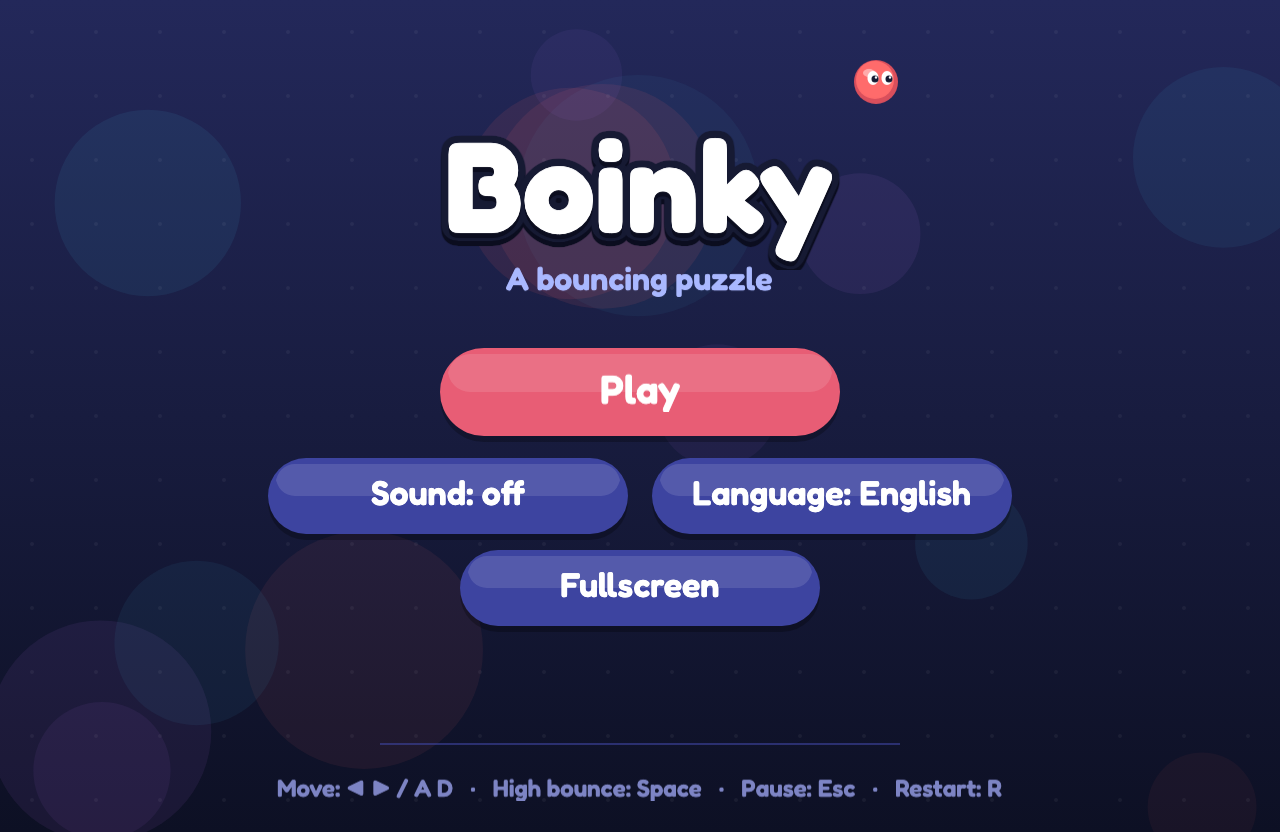 Boinky
A bouncing puzzle
Play
Sound: off
Language: English
Fullscreen
Move: ◀ ▶ / A D · High bounce: Space · Pause: Esc · Restart: R